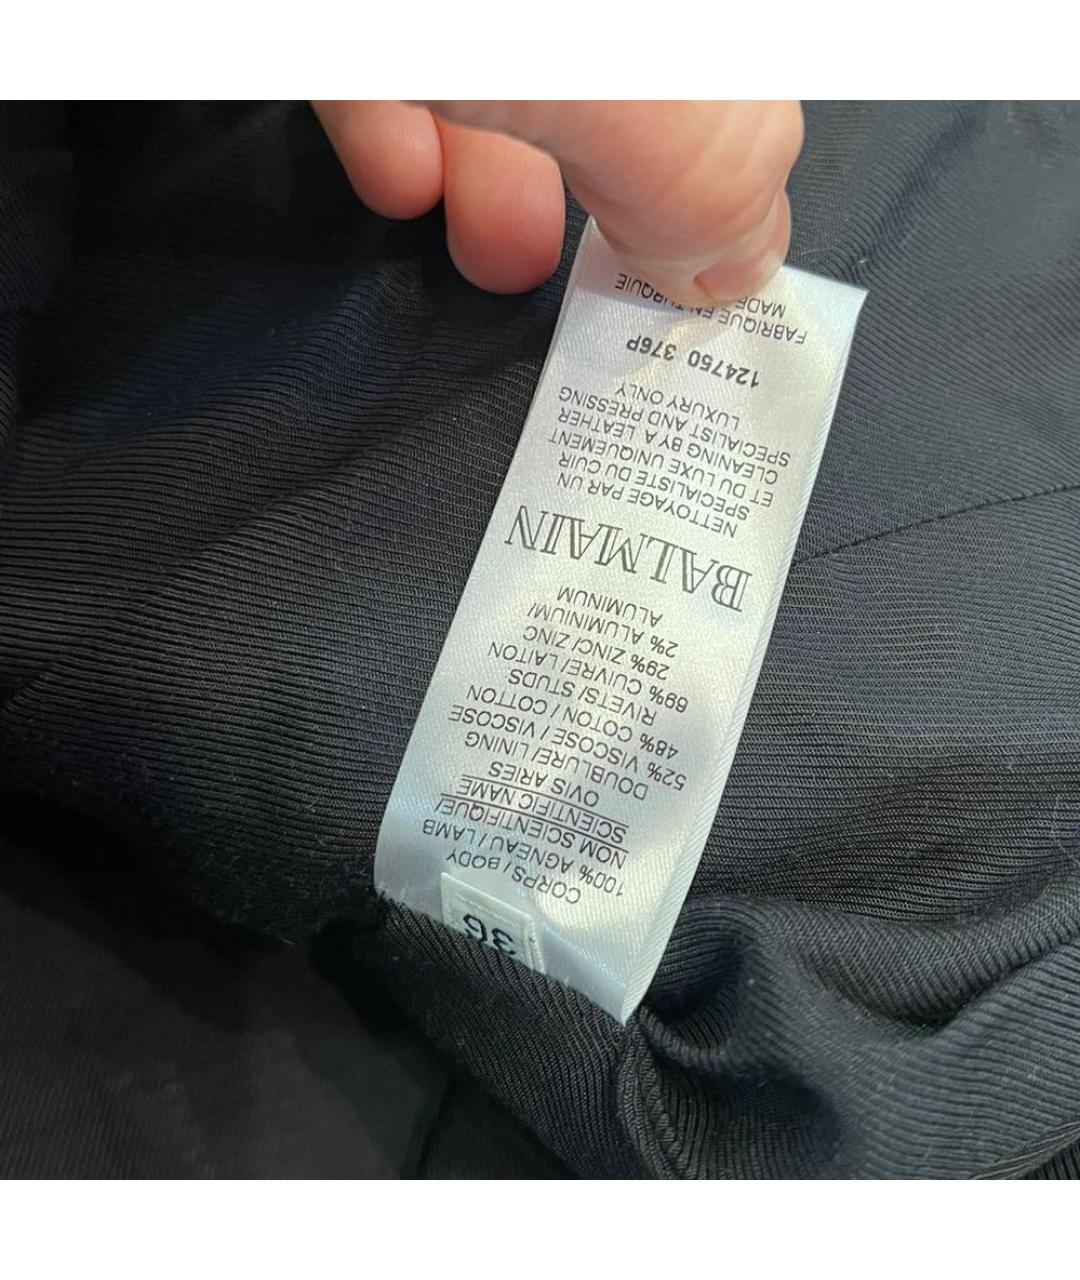 36
CORPS / BODY
100% AGNEAU / LAMB
NOM SCIENTIFIQUE/
SCIENTIFIC NAME
OVIS ARIES
DOUBLURE/ LINING
52% VISCOSE / VISCOSE
48% COTON / COTTON
RIVETS/ STUDS
69% CUIVRE/ LAITON
29% ZINC/ ZINC
2% ALUMINIUM/
ALUMINUM
BALMAIN
NETTOYAGE PAR UN
SPECIALISTE DU CUIR
ET DU LUXE UNIQUEMENT
CLEANING BY A LEATHER
SPECIALIST AND PRESSING
LUXURY ONLY
124750 376P
FABRIQUE EN TURQUIE
MADE